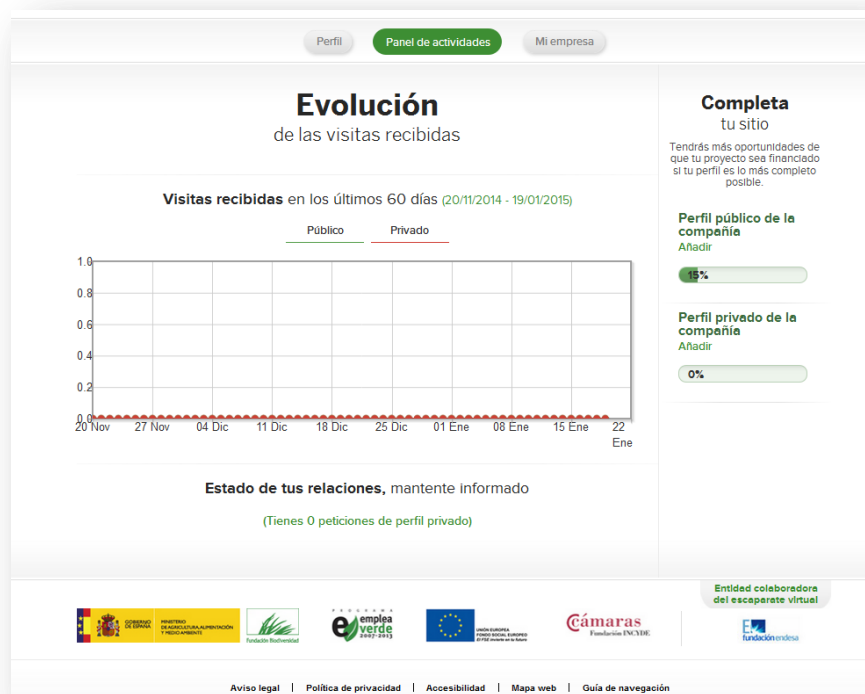 Perfil
Panel de actividades
Mi empresa
Evolución
de las visitas recibidas
Visitas recibidas en los últimos 60 días (20/11/2014 - 19/01/2015)
Público
Privado
1.0
0.8
0.6
0.4
0.2
0.0
20 Nov
27 Nov
04 Dic
11 Dic
18 Dic
25 Dic
01 Ene
08 Ene
15 Ene
22
Ene
Estado de tus relaciones, mantente informado
(Tienes 0 peticiones de perfil privado)
Completa
tu sitio
Tendrás más oportunidades de
que tu proyecto sea financiado
si tu perfil es lo más completo
posible.
Perfil público de la
compañía
Añadir
15%
Perfil privado de la
compañía
Añadir
0%
GOBIERNO
DE ESPAÑA
MINISTERIO
DE AGRICULTURA, ALIMENTACIÓN
Y MEDIO AMBIENTE
Fundación Biodiversidad
PROGRAMA
emplea
verde
2007-2013
UNIÓN EUROPEA
FONDO SOCIAL EUROPEO
El FSE invierte en tu futuro
Cámaras
Fundación INCYDE
Entidad colaboradora
del escaparate virtual
fundación endesa
Aviso legal | Política de privacidad | Accesibilidad | Mapa web | Guía de navegación